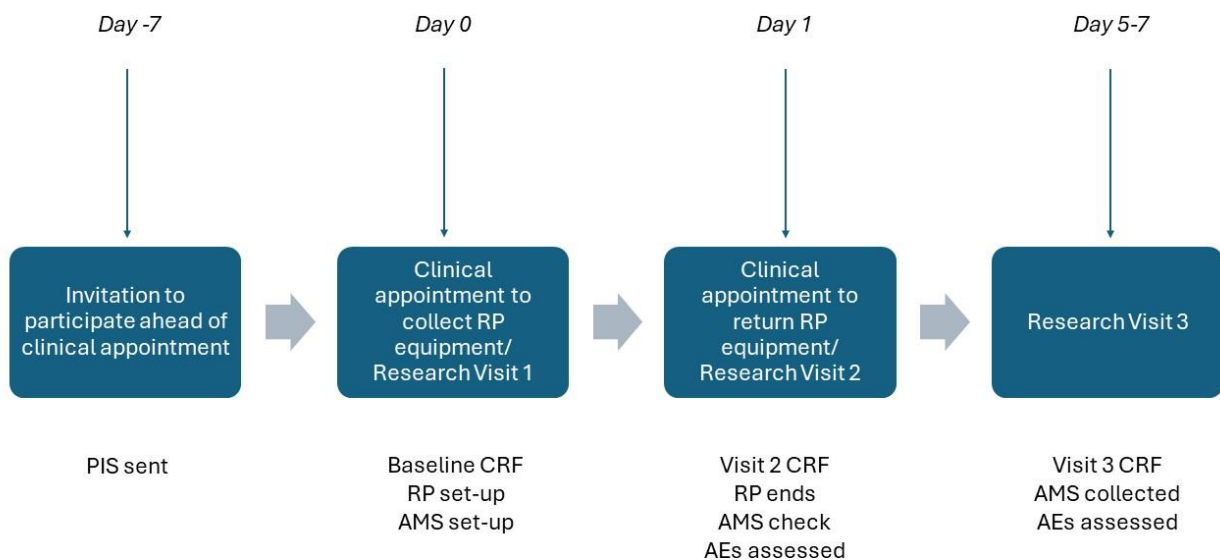 Day -7
Day 0
Day 1
Day 5-7
Invitation to
participate ahead of
clinical appointment
Clinical
appointment to
collect RP
equipment/
Research Visit 1
Clinical
appointment to
return RP
equipment/
Research Visit 2
Research Visit 3
PIS sent
Baseline CRF
RP set-up
AMS set-up
Visit 2 CRF
RP ends
AMS check
AEs assessed
Visit 3 CRF
AMS collected
AEs assessed